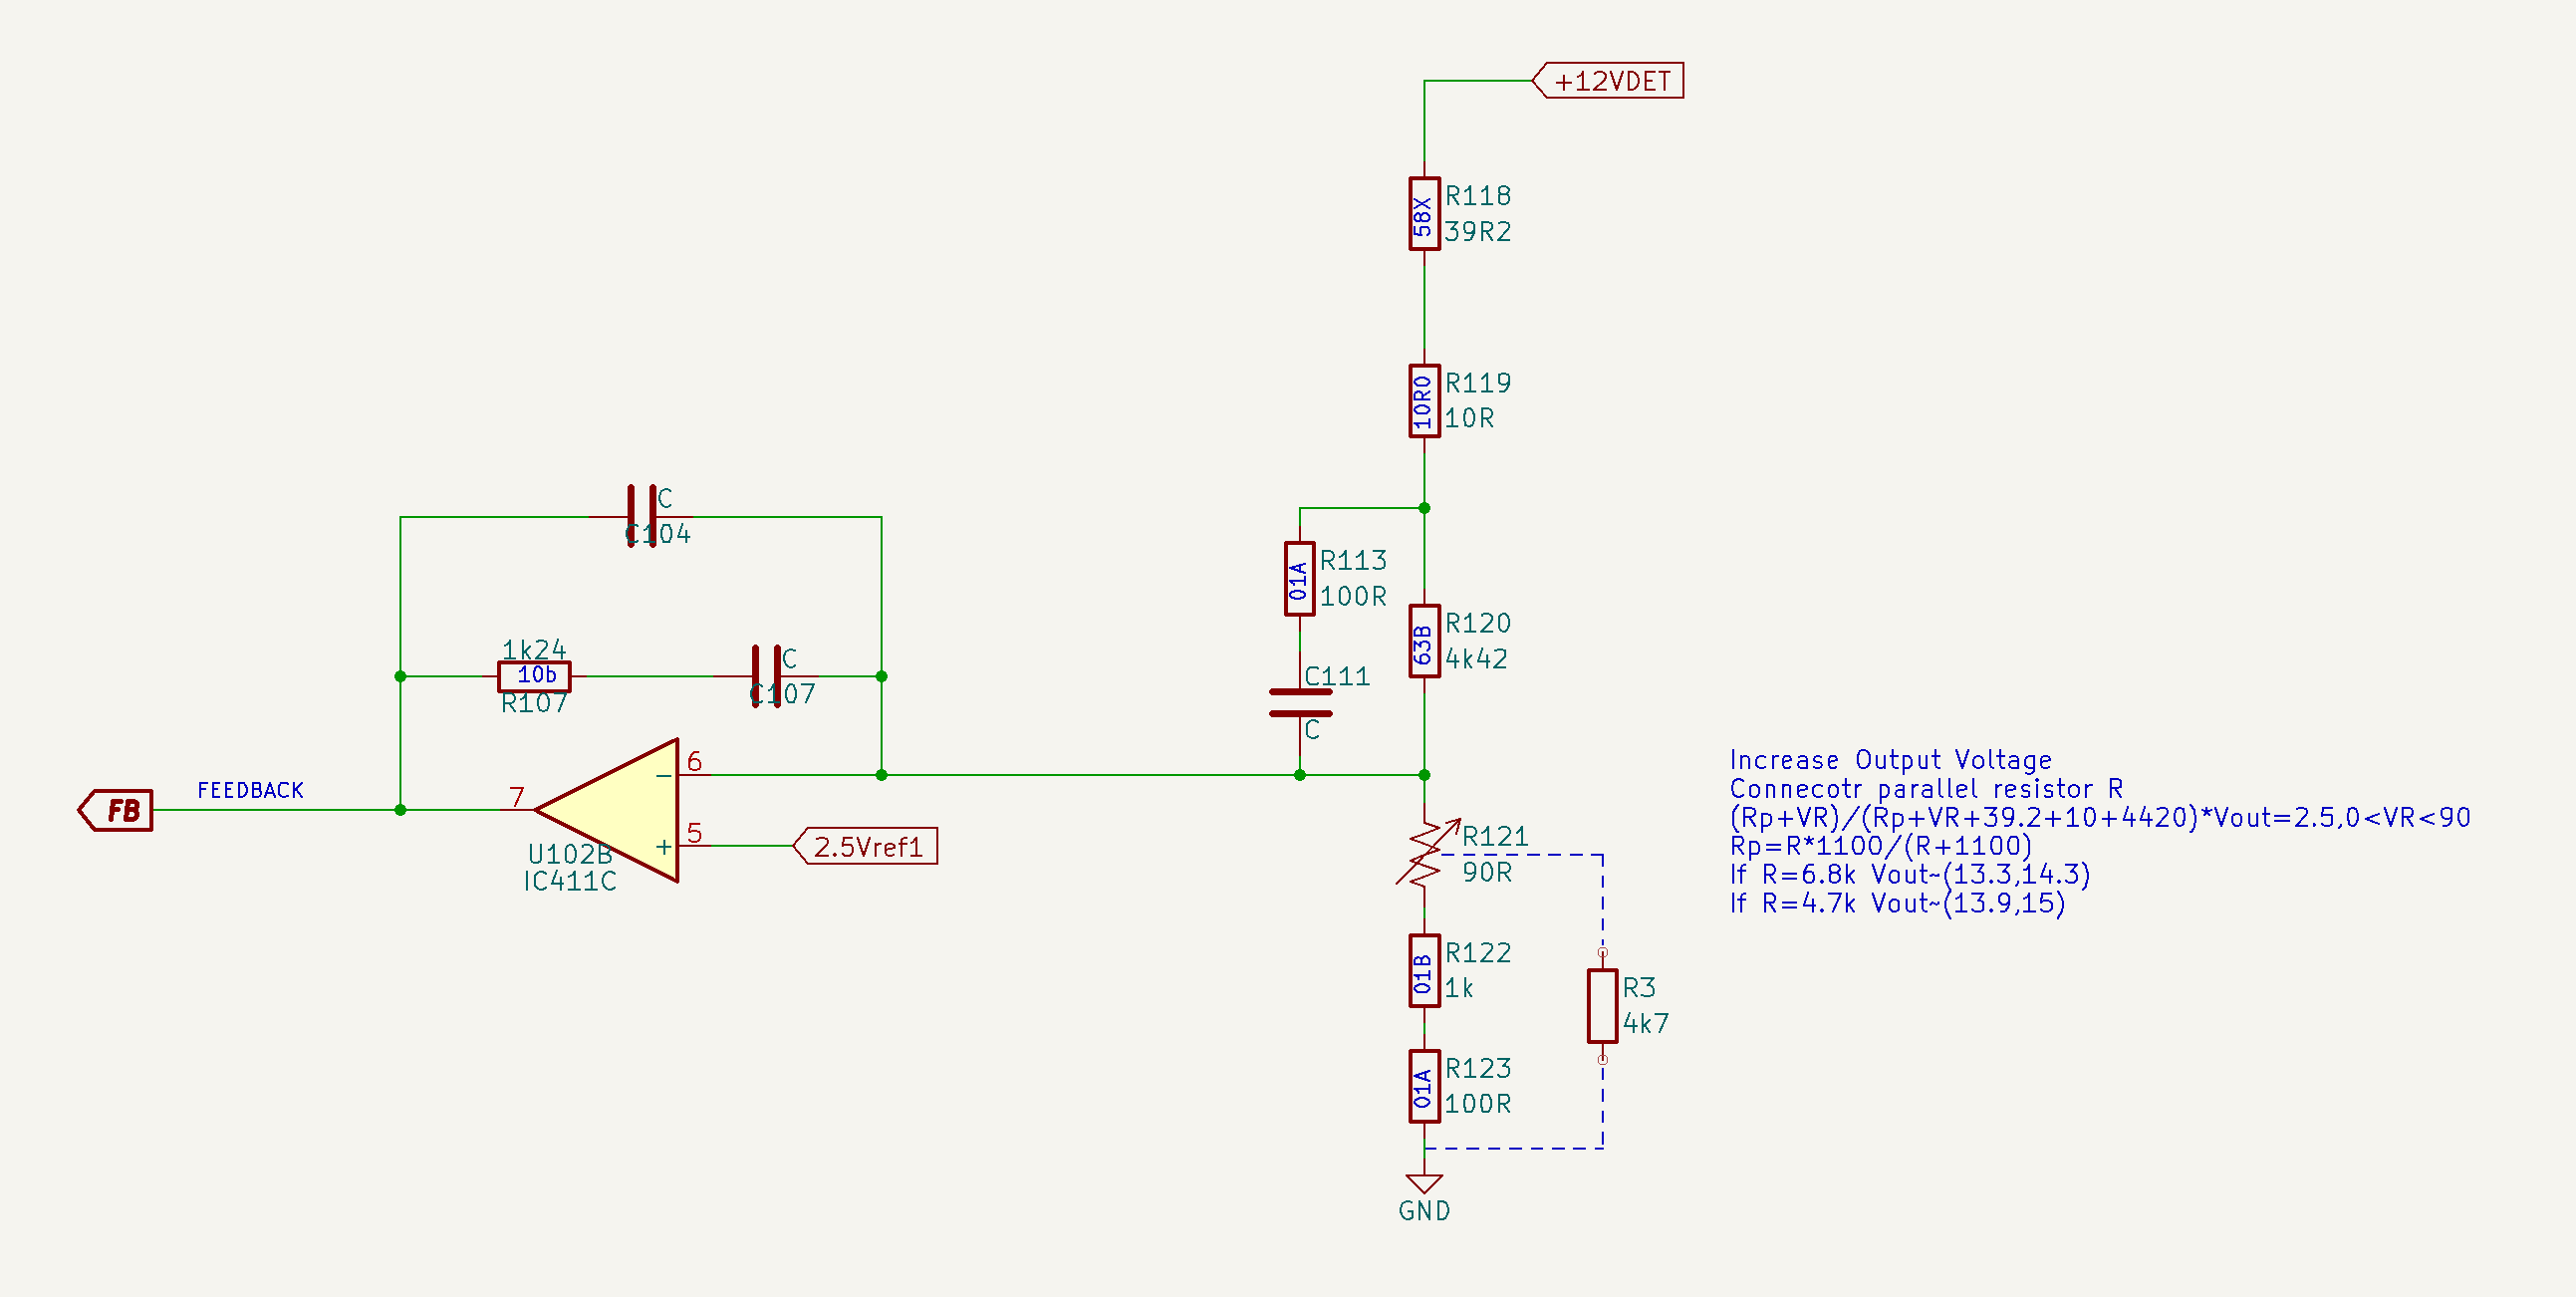 +12VDET
R118
39R2
58X
R119
10R
10R0
C
C104
R113
100R
01A
R120
4k42
63B
1k24
10b
R107
C
C107
C111
C
FB
FEEDBACK
7
6
5
−
+
U102B
IC411C
2.5Vref1
Increase Output Voltage
Connecotr parallel resistor R
(Rp+VR)/(Rp+VR+39.2+10+4420)*Vout=2.5,0<VR<90
Rp=R*1100/(R+1100)
If R=6.8k Vout~(13.3,14.3)
If R=4.7k Vout~(13.9,15)
R121
90R
R122
1k
01B
R3
4k7
R123
100R
01A
GND